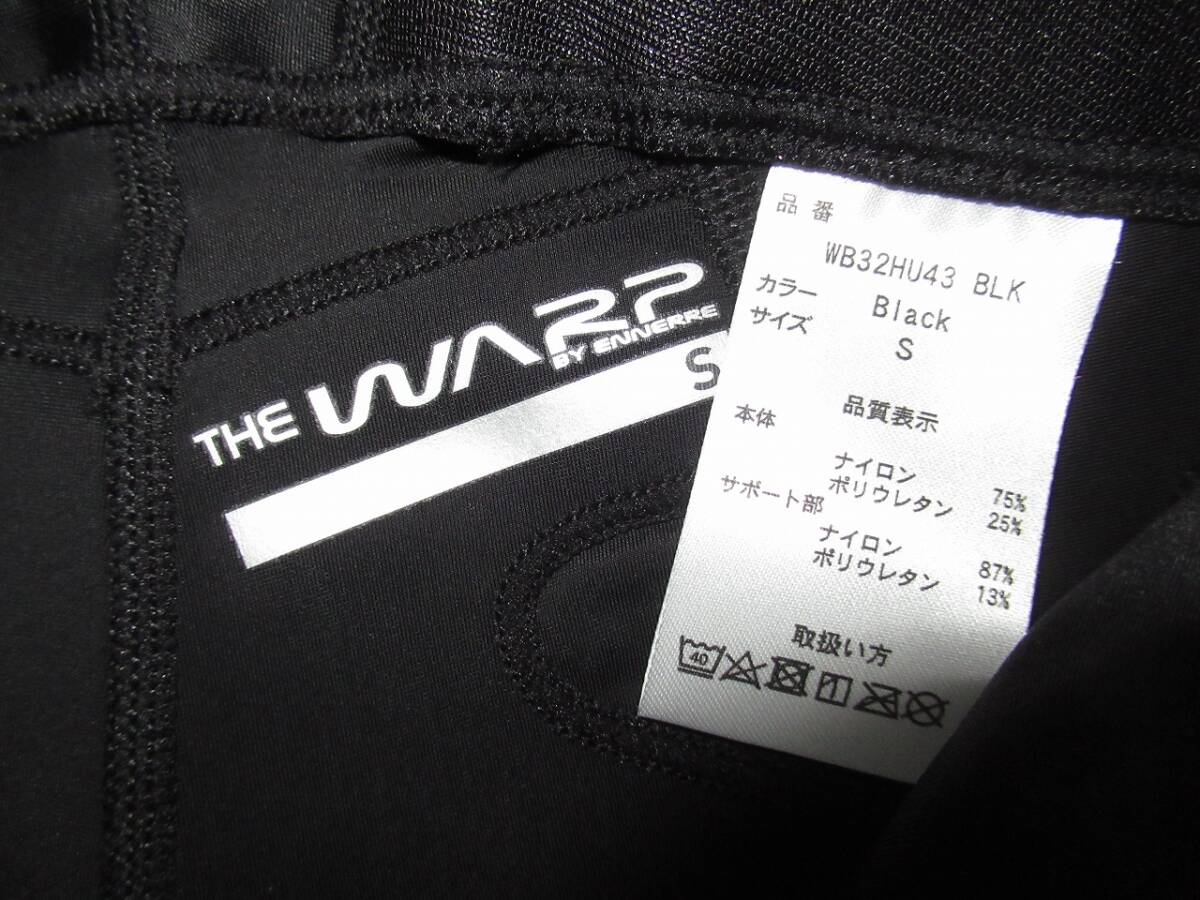 THE WARP
BY ENNERRE
S
品番
WB32HU43 BLK
カラー Black
サイズ S
品質表示
本体
ナイロン 75%
ポリウレタン 25%
サポート部
ナイロン 87%
ポリウレタン 13%
取扱い方
40